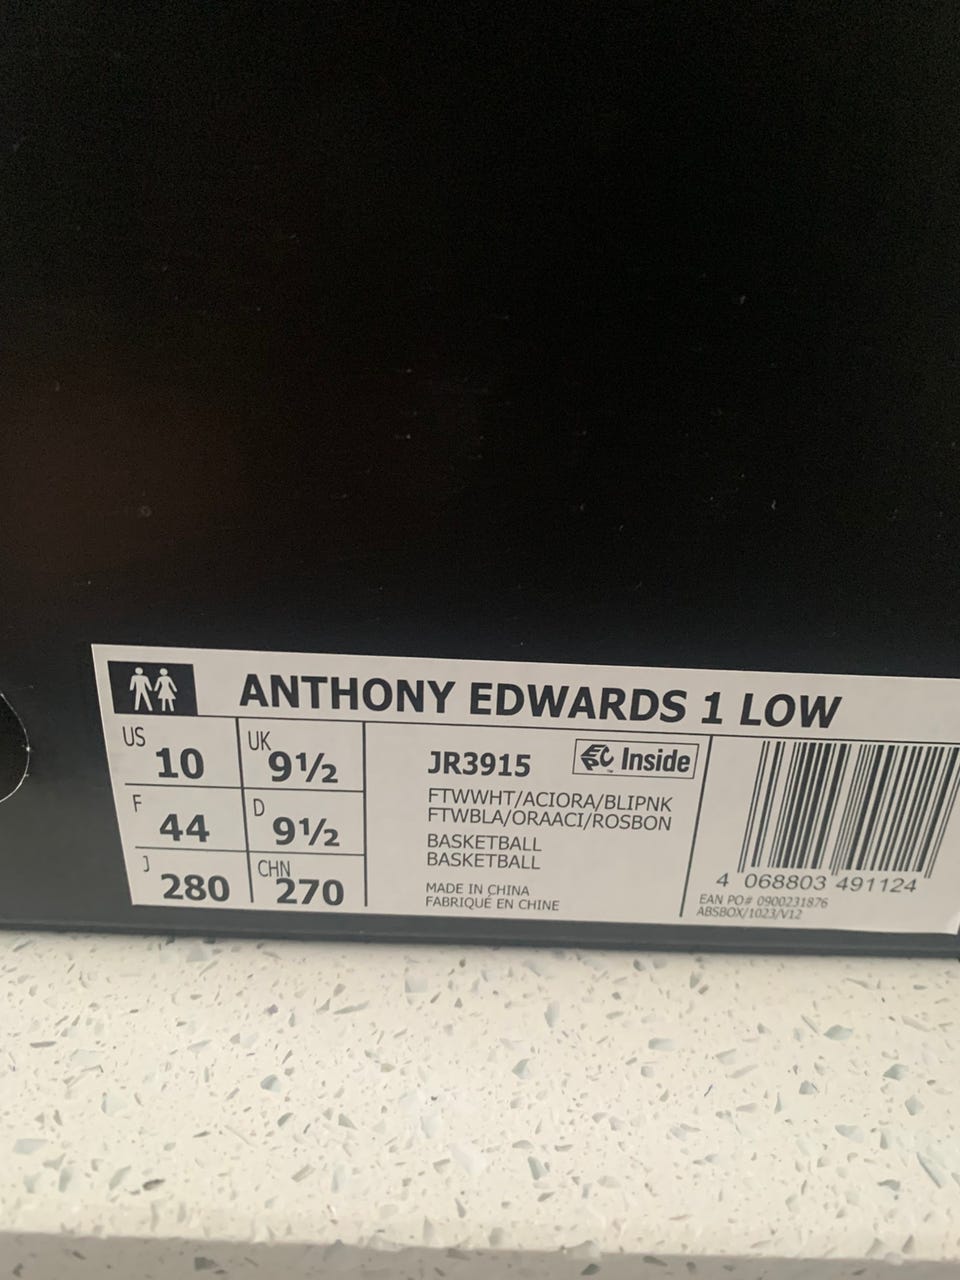 ANTHONY EDWARDS 1 LOW
US 10 UK 9½
F 44 D 9½
J 280 CHN 270
JR3915 EC Inside
FTWWHT/ACIORA/BLIPNK
FTWBLA/ORAACI/ROSBON
BASKETBALL
BASKETBALL
MADE IN CHINA
FABRIQUÉ EN CHINE
4 068803 491124
EAN PO# 0900231876
ABSBOX/1023/V12